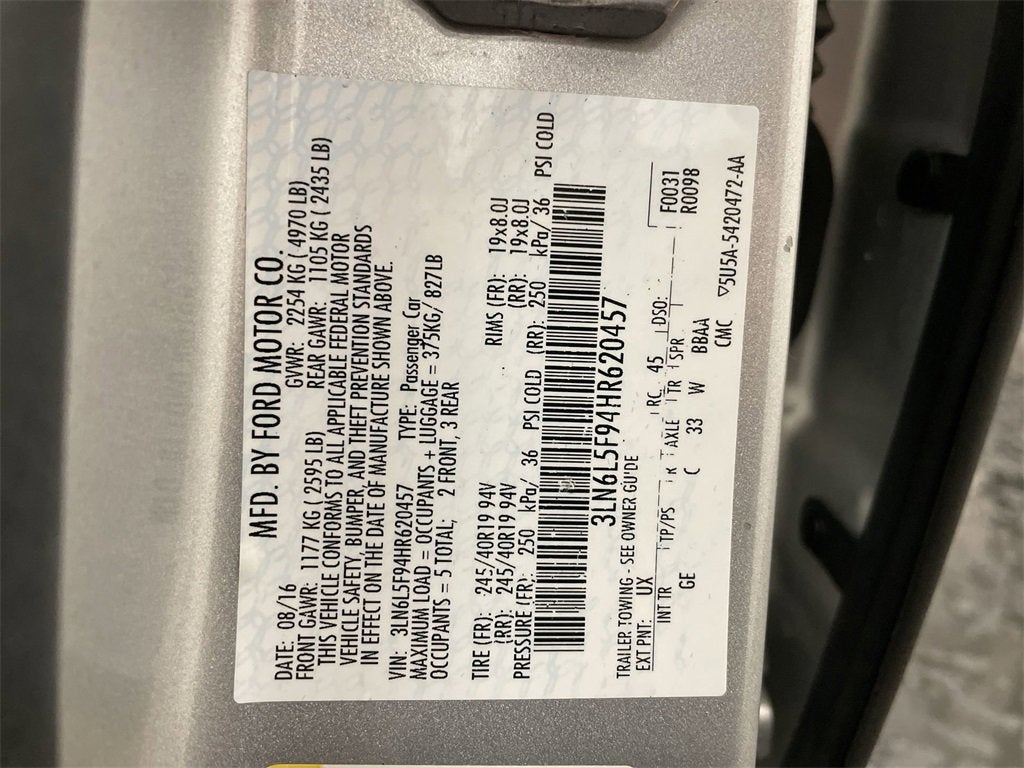 MFD. BY FORD MOTOR CO.
DATE: 08/16 GVWR: 2254 KG ( 4970 LB)
FRONT GAWR: 1177 KG ( 2595 LB) REAR GAWR: 1105 KG ( 2435 LB)
THIS VEHICLE CONFORMS TO ALL APPLICABLE FEDERAL MOTOR
VEHICLE SAFETY, BUMPER, AND THEFT PREVENTION STANDARDS
IN EFFECT ON THE DATE OF MANUFACTURE SHOWN ABOVE.
VIN: 3LN6L5F94HR620457 TYPE: Passenger Car
MAXIMUM LOAD = OCCUPANTS + LUGGAGE = 375KG/ 827LB
OCCUPANTS = 5 TOTAL; 2 FRONT, 3 REAR
TIRE (FR): 245/40R19 94V RIMS (FR): 19x8.0J
(RR): 245/40R19 94V (RR): 19x8.0J
PRESSURE (FR): 250 kPa/ 36 PSI COLD (RR): 250 kPa/ 36 PSI COLD
3LN6L5F94HR620457
TRAILER TOWING - SEE OWNER GUIDE
EXT PNT: UX RC: 45 DSO: F0031
INT TR TP/PS R AXLE TR SPR R0098
GE C 33 W BBAA
CMC 5U5A-5420472-AA